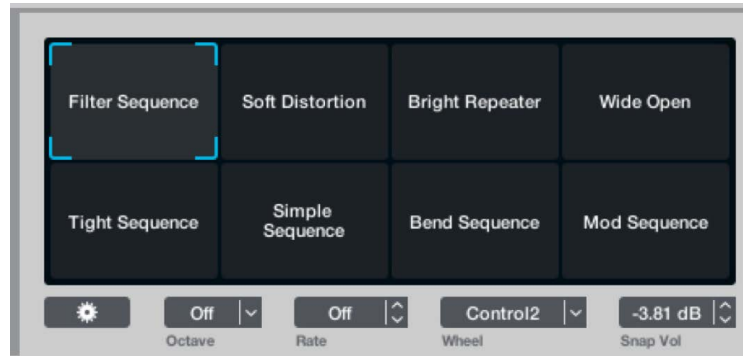 Filter Sequence
Soft Distortion
Bright Repeater
Wide Open
Tight Sequence
Simple
Sequence
Bend Sequence
Mod Sequence
Off
Off
Control2
-3.81 dB
Octave
Rate
Wheel
Snap Vol